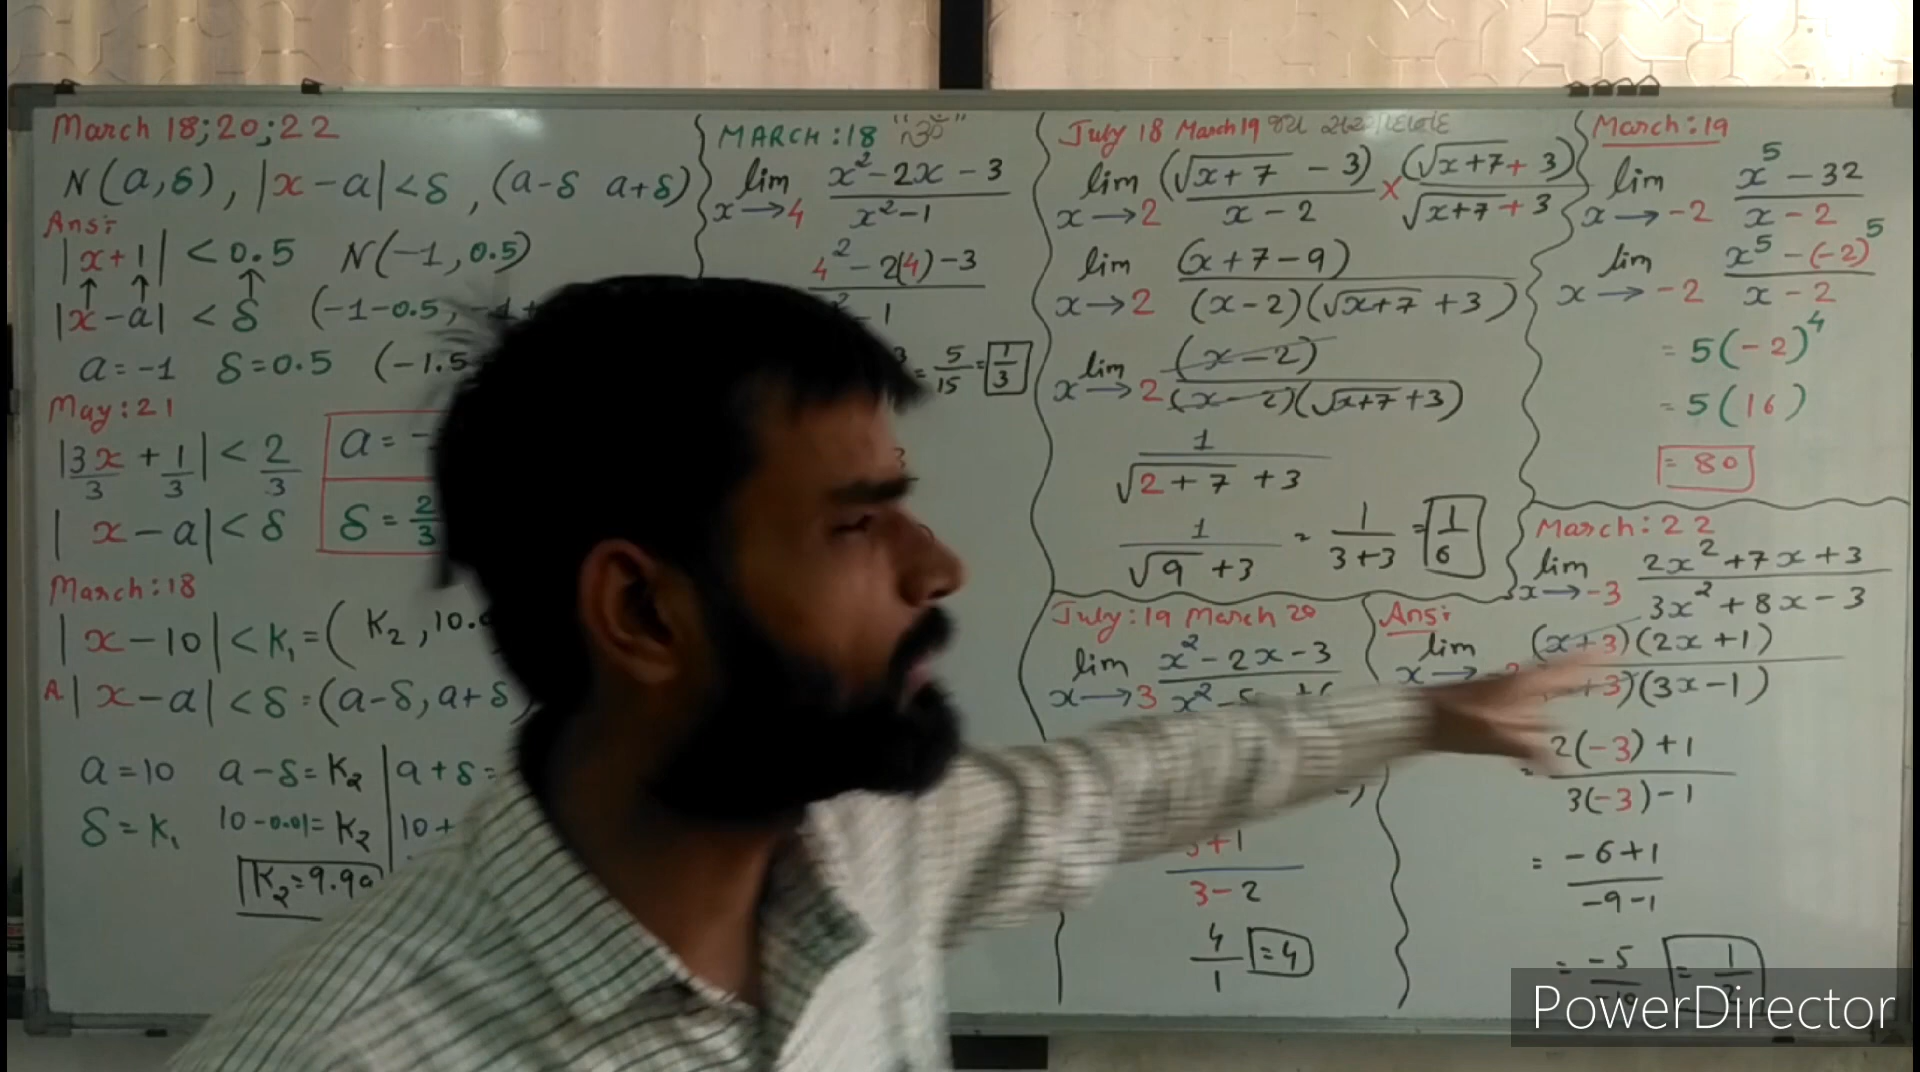 March 18;20;22
N(a,δ), |x-a|<δ, (a-δ a+δ)
Ans:
|x+1| < 0.5 N(-1, 0.5)
↑ ↑ ↑
|x-a| < δ (-1-0.5,
a=-1 δ=0.5 (-1.5
May:21
|3x/3 + 1/3| < 2/3
|x-a| < δ
a=-
δ = 2/3
March:18
|x-10| < K₁ = (K₂, 10.
A. |x-a| < δ = (a-δ, a+δ)
a=10 a-δ=K₂ a+δ=
δ=K₁ 10-0.01=K₂ 10+
K₂=9.99
MARCH:18
lim x→4 (x²-2x-3)/(x²-1)
4²-2(4)-3
-1
= 5/15 = 1/3
July 18 March 19
lim x→2 (√x+7 - 3)/(x-2) × (√x+7 + 3)/(√x+7 + 3)
lim x→2 (x+7-9)/((x-2)(√x+7 + 3))
lim x→2 (x-2)/((x-2)(√x+7 + 3))
1/(√2+7 + 3)
1/(√9 + 3) = 1/(3+3) = 1/6
July:19 March 20
lim x→3 (x²-2x-3)/(x²-5
3+1
3-2
4/1 =4
March:19
lim x→-2 (x⁵-32)/(x-2)
lim x→-2 (x⁵-(-2)⁵)/(x-2)
= 5(-2)⁴
= 5(16)
= 80
March:22
lim x→-3 (2x²+7x+3)/(3x²+8x-3)
Ans:
lim x→ (x+3)(2x+1)
+3)(3x-1)
= (2(-3)+1)/(3(-3)-1)
= (-6+1)/(-9-1)
= -5/-10 = 1/2
PowerDirector